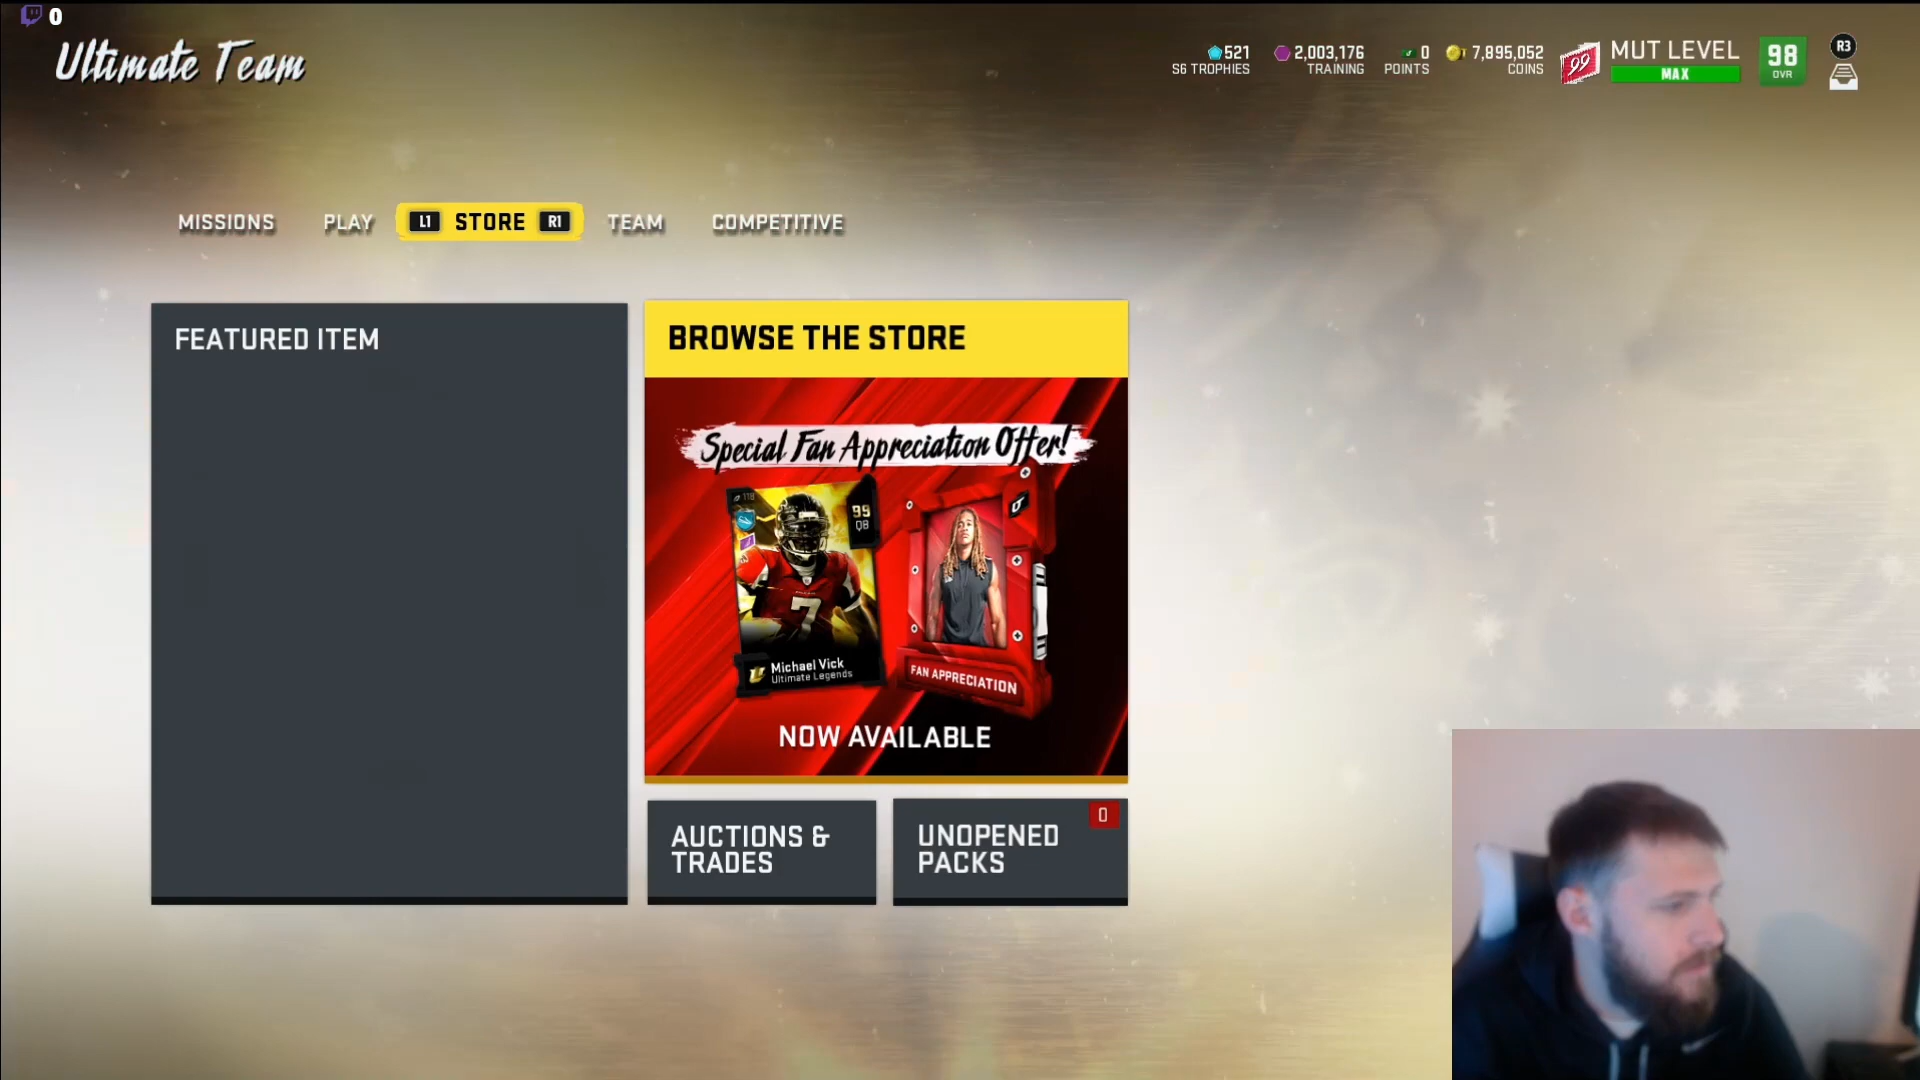 0
Ultimate Team
521
S6 TROPHIES
2,003,176
TRAINING
0
POINTS
7,895,052
COINS
99
MUT LEVEL
MAX
98
OVR
R3
MISSIONS
PLAY
L1 STORE R1
TEAM
COMPETITIVE
FEATURED ITEM
BROWSE THE STORE
Special Fan Appreciation Offer!
118
99
QB
7
Michael Vick
Ultimate Legends
FAN APPRECIATION
NOW AVAILABLE
AUCTIONS &
TRADES
UNOPENED
PACKS
0